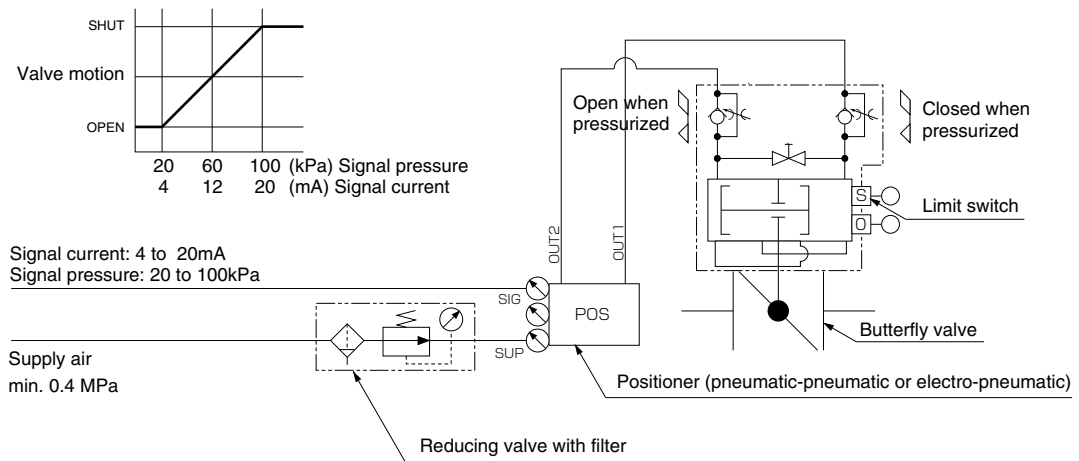 SHUT
Valve motion
OPEN
20 60 100 (kPa) Signal pressure
4 12 20 (mA) Signal current
Open when
pressurized
Closed when
pressurized
S
O
Limit switch
OUT2
OUT1
Signal current: 4 to 20mA
Signal pressure: 20 to 100kPa
SIG
POS
SUP
Butterfly valve
Supply air
min. 0.4 MPa
Positioner (pneumatic-pneumatic or electro-pneumatic)
Reducing valve with filter